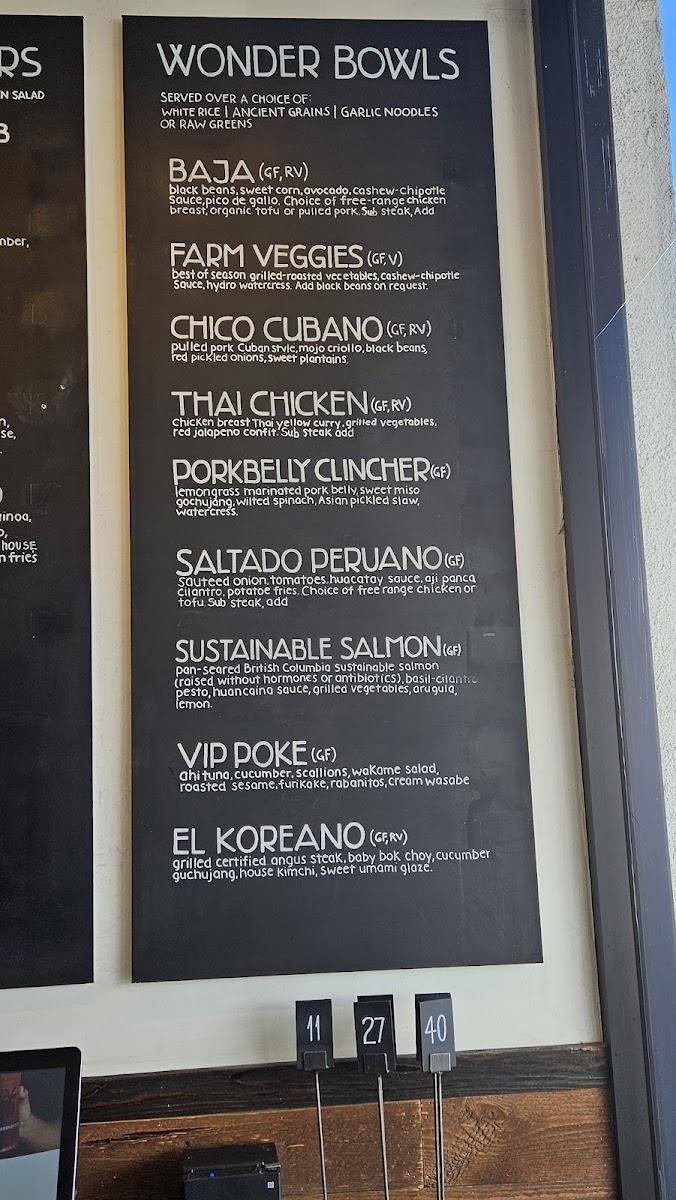 RS
EN SALAD
B
mber,
n,
se,
)
uinoa,
o,
HOUSE
n fries
WONDER BOWLS
SERVED OVER A CHOICE OF:
WHITE RICE | ANCIENT GRAINS | GARLIC NOODLES
OR RAW GREENS
BAJA (GF, RV)
black beans, sweet corn, avocado, cashew-chipotle
Sauce, pico de gallo. Choice of free-range chicken
breast, organic tofu or pulled pork. Sub steak, Add
FARM VEGGIES (GF, V)
best of season grilled-roasted vegetables, cashew-chipotle
Sauce, hydro watercress. Add black beans on request.
CHICO CUBANO (GF, RV)
pulled pork Cuban style, mojo criollo, black beans,
red pickled onions, sweet plantains.
THAI CHICKEN (GF, RV)
Chicken breast Thai yellow curry, grilled vegetables.
red jalapeno confit. Sub steak add
PORKBELLY CLINCHER (GF)
lemongrass marinated pork belly, sweet miso
gochujang, wilted spinach, Asian pickled slaw,
watercress.
SALTADO PERUANO (GF)
Sauteed onion, tomatoes, huacatay sauce, aji panca
cilantro, potatoe fries. Choice of free range chicken or
tofu. Sub steak, add
SUSTAINABLE SALMON (GF)
pan-seared British Columbia sustainable salmon
(raised without hormones or antibiotics), basil-cilantro
pesto, huancaina sauce, grilled vegetables, arugula,
lemon.
VIP POKE (GF)
ahi tuna, cucumber, scallions, wakame salad,
roasted sesame, furikake, rabanitos, cream wasabe
EL KOREANO (GF, RV)
grilled certified angus steak, baby bok choy, cucumber
guchujang, house kimchi, sweet umami glaze.
11
27
40